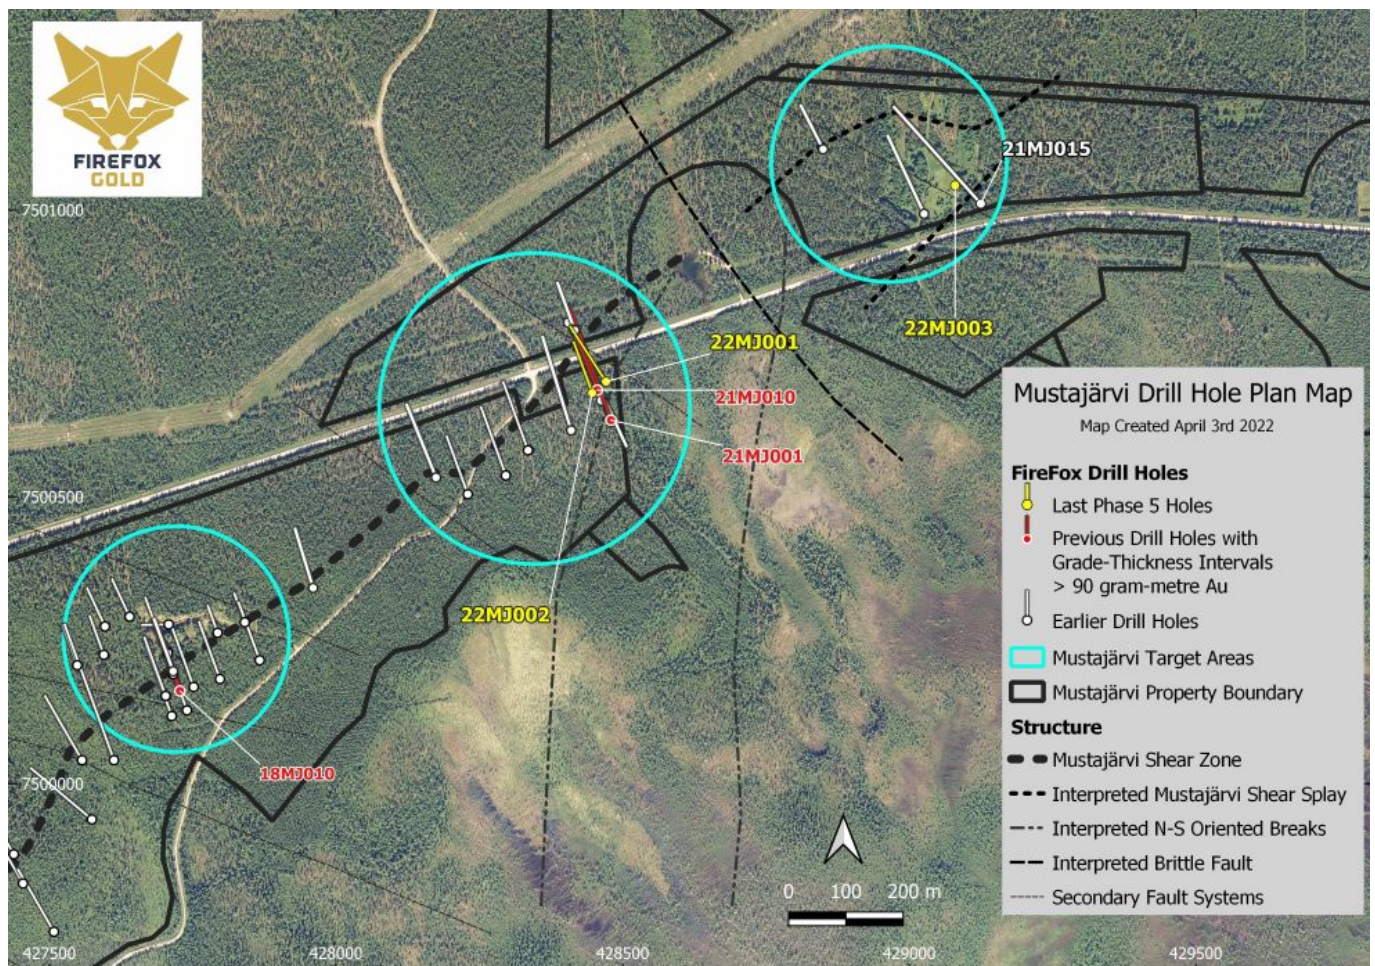 FIREFOX
GOLD
21MJ015
7501000
22MJ003
22MJ001
21MJ010
21MJ001
7500500
22MJ002
18MJ010
7500000
Mustajärvi Drill Hole Plan Map
Map Created April 3rd 2022
FireFox Drill Holes
Last Phase 5 Holes
Previous Drill Holes with
Grade-Thickness Intervals
> 90 gram-metre Au
Earlier Drill Holes
Mustajärvi Target Areas
Mustajärvi Property Boundary
Structure
Mustajärvi Shear Zone
Interpreted Mustajärvi Shear Splay
Interpreted N-S Oriented Breaks
Interpreted Brittle Fault
Secondary Fault Systems
0 100 200 m
427500 428000 428500 429000 429500